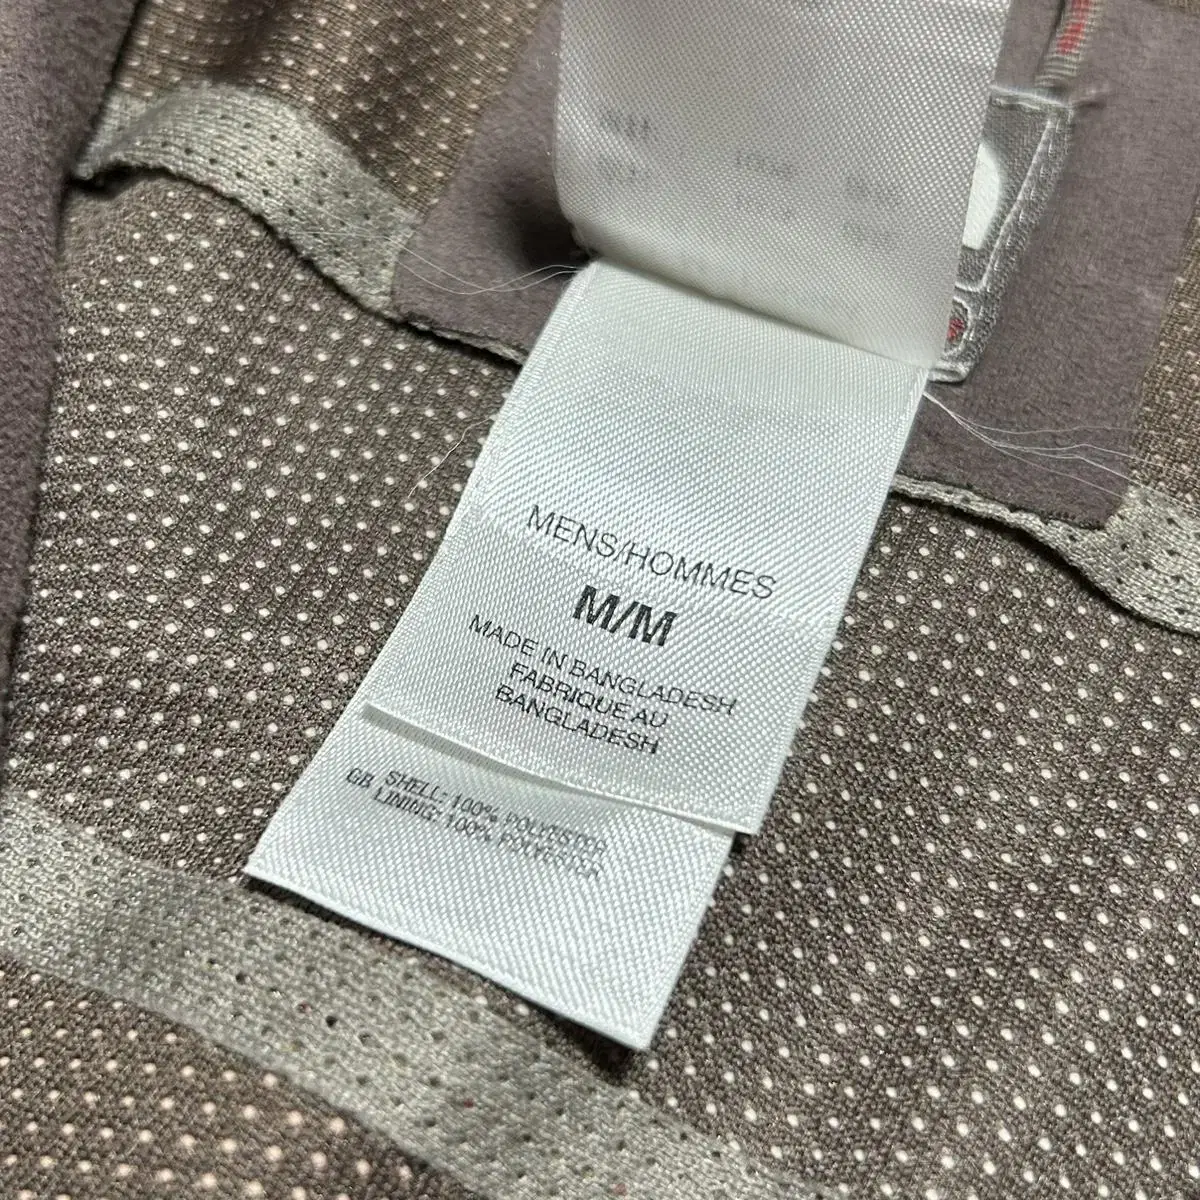 MENS/HOMMES
M/M
MADE IN BANGLADESH
FABRIQUE AU
BANGLADESH
SHELL: 100% POLYESTER
GB LINING: 100% POLYESTER